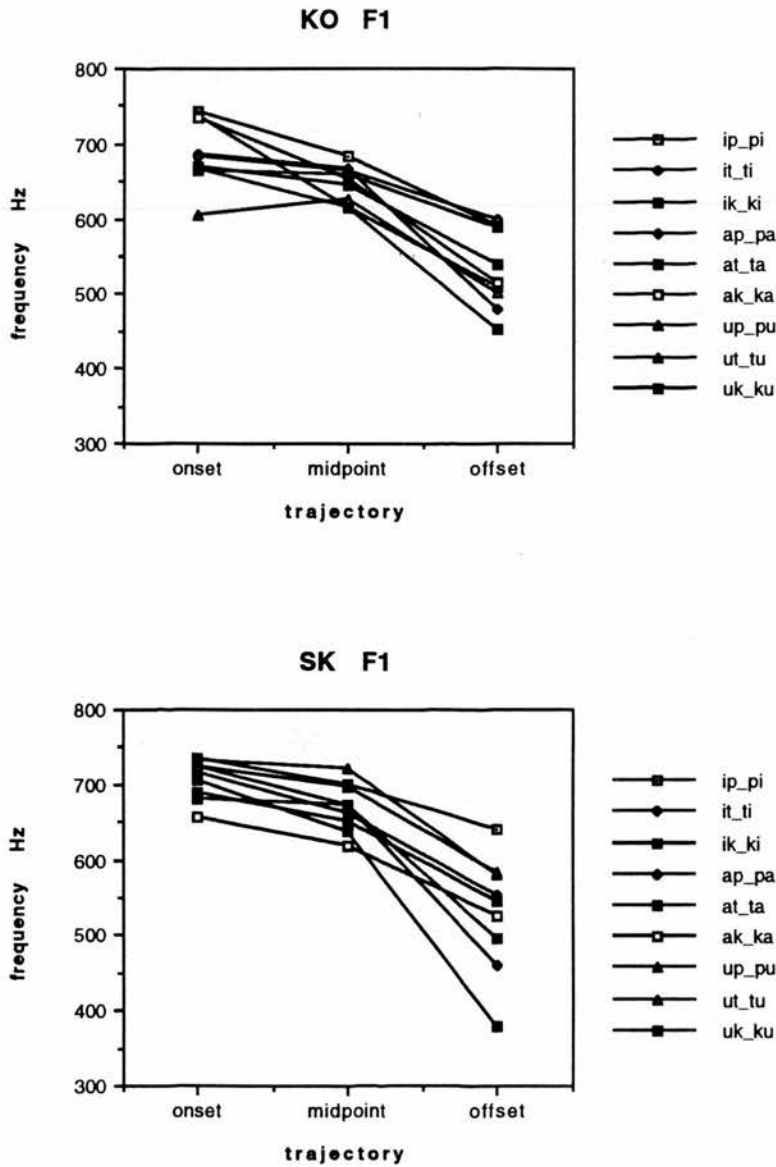 KO F1
800
700
600
500
400
300
frequency Hz
onset midpoint offset
trajectory
ip_pi
it_ti
ik_ki
ap_pa
at_ta
ak_ka
up_pu
ut_tu
uk_ku
SK F1
800
700
600
500
400
300
frequency Hz
onset midpoint offset
trajectory
ip_pi
it_ti
ik_ki
ap_pa
at_ta
ak_ka
up_pu
ut_tu
uk_ku